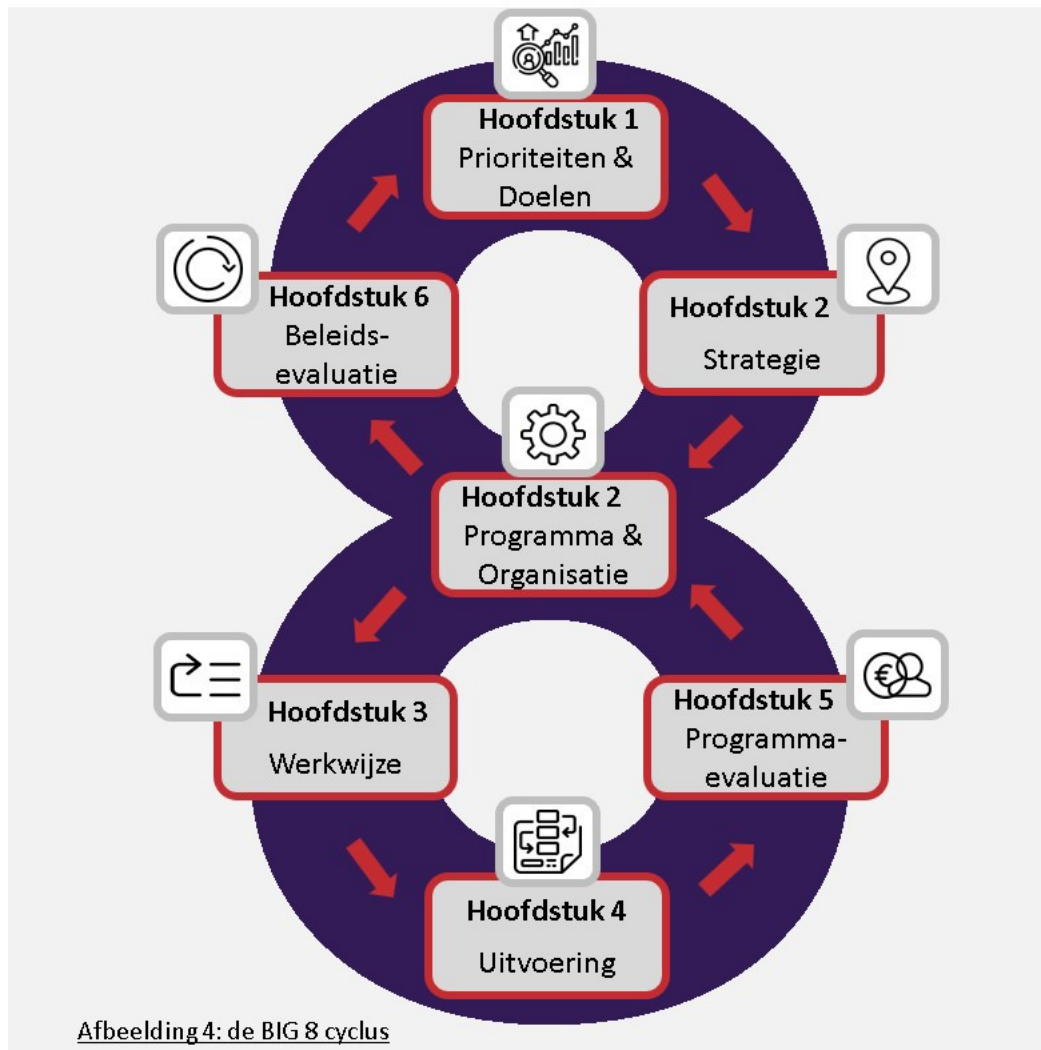 Hoofdstuk 1
Prioriteiten &
Doelen
Hoofdstuk 2
Strategie
Hoofdstuk 6
Beleids-
evaluatie
Hoofdstuk 2
Programma &
Organisatie
Hoofdstuk 3
Werkwijze
Hoofdstuk 5
Programma-
evaluatie
Hoofdstuk 4
Uitvoering
Afbeelding 4: de BIG 8 cyclus